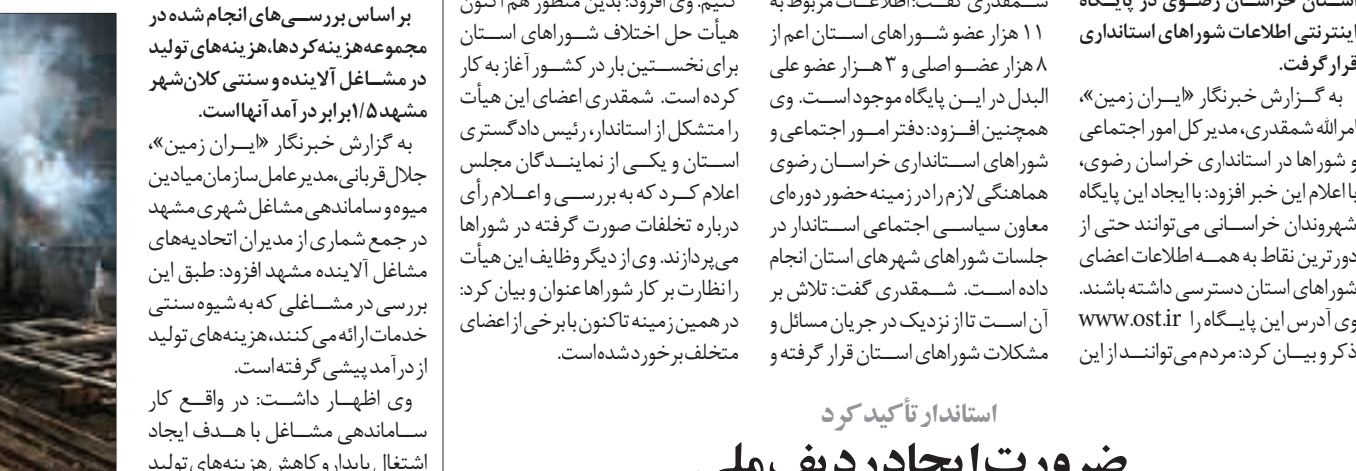 استان خراسان رضوی در پایگاه
اینترنتی اطلاعات شوراهای استانداری
قرار گرفت.
به گزارش خبرنگار «ایران زمین»،
امرالله شمقدری، مدیر کل امور اجتماعی
و شوراها در استانداری خراسان رضوی،
با اعلام این خبر افزود: با ایجاد این پایگاه
شهروندان خراسانی می‌توانند حتی از
دورترین نقاط به همه اطلاعات اعضای
شوراهای استان دسترسی داشته باشند.
وی آدرس این پایگاه را www.ost.ir
ذکر و بیان کرد: مردم می‌توانند از این
شمقدری گفت: اطلاعات مربوط به
۱۱ هزار عضو شوراهای استان اعم از
۸ هزار عضو اصلی و ۳ هزار عضو علی
البدل در این پایگاه موجود است. وی
همچنین افزود: دفتر امور اجتماعی و
شوراهای استانداری خراسان رضوی
هماهنگی لازم را در زمینه حضور دوره‌ای
معاون سیاسی اجتماعی استاندار در
جلسات شوراهای شهرهای استان انجام
داده است. شمقدری گفت: تلاش بر
آن است تا از نزدیک در جریان مسائل و
مشکلات شوراهای استان قرار گرفته و
کنیم. وی افزود: بدین منظور هم اکنون
هیأت حل اختلاف شوراهای استان
برای نخستین بار در کشور آغاز به کار
کرده است. شمقدری اعضای این هیأت
را متشکل از استاندار، رئیس دادگستری
استان و یکی از نمایندگان مجلس
اعلام کرد که به بررسی و اعلام رأی
درباره تخلفات صورت گرفته در شوراها
می‌پردازند. وی از دیگر وظایف این هیأت
را نظارت بر کار شوراها عنوان و بیان کرد:
در همین زمینه تاکنون با برخی از اعضای
متخلف برخورد شده است.
استاندار تأکید کرد
ضرورت ایجاد ردیف ملی
بر اساس بررسی‌های انجام شده در
مجموعه هزینه کردها، هزینه‌های تولید
در مشاغل آلاینده و سنتی کلان‌شهر
مشهد ۱/۵ برابر درآمد آنها است.
به گزارش خبرنگار «ایران زمین»،
جلال قربانی، مدیر عامل سازمان میادین
میوه و ساماندهی مشاغل شهری مشهد
در جمع شماری از مدیران اتحادیه‌های
مشاغل آلاینده مشهد افزود: طبق این
بررسی در مشاغلی که به شیوه سنتی
خدمات ارائه می‌کنند، هزینه‌های تولید
از درآمد پیشی گرفته است.
وی اظهار داشت: در واقع کار
ساماندهی مشاغل با هدف ایجاد
اشتغال پایدار و کاهش هزینه‌های تولید